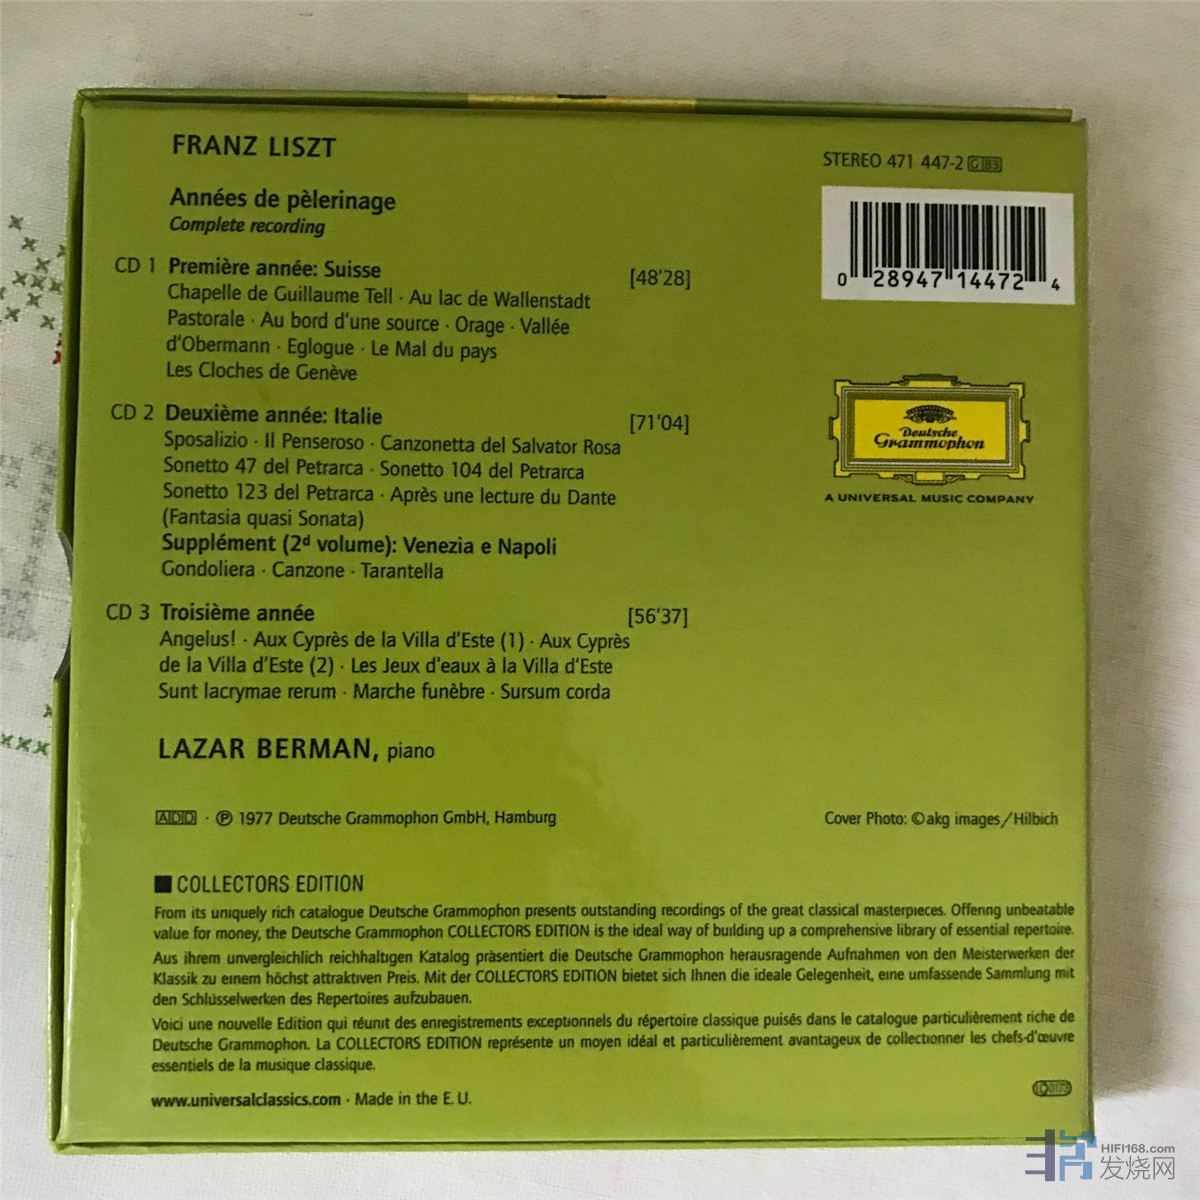 FRANZ LISZT
STEREO 471 447-2 GB3
Années de pèlerinage
Complete recording
0 28947 14472 4
CD 1 Première année: Suisse [48'28]
Chapelle de Guillaume Tell · Au lac de Wallenstadt
Pastorale · Au bord d'une source · Orage · Vallée
d'Obermann · Eglogue · Le Mal du pays
Les Cloches de Genève
CD 2 Deuxième année: Italie [71'04]
Sposalizio · Il Penseroso · Canzonetta del Salvator Rosa
Sonetto 47 del Petrarca · Sonetto 104 del Petrarca
Sonetto 123 del Petrarca · Après une lecture du Dante
(Fantasia quasi Sonata)
Supplément (2d volume): Venezia e Napoli
Gondoliera · Canzone · Tarantella
Deutsche
Grammophon
A UNIVERSAL MUSIC COMPANY
CD 3 Troisième année [56'37]
Angelus! · Aux Cyprès de la Villa d'Este (1) · Aux Cyprès
de la Villa d'Este (2) · Les Jeux d'eaux à la Villa d'Este
Sunt lacrymae rerum · Marche funèbre · Sursum corda
LAZAR BERMAN, piano
ADD · ℗ 1977 Deutsche Grammophon GmbH, Hamburg
Cover Photo: ©akg images/Hilbich
COLLECTORS EDITION
From its uniquely rich catalogue Deutsche Grammophon presents outstanding recordings of the great classical masterpieces. Offering unbeatable
value for money, the Deutsche Grammophon COLLECTORS EDITION is the ideal way of building up a comprehensive library of essential repertoire.
Aus ihrem unvergleichlich reichhaltigen Katalog präsentiert die Deutsche Grammophon herausragende Aufnahmen von den Meisterwerken der
Klassik zu einem höchst attraktiven Preis. Mit der COLLECTORS EDITION bietet sich Ihnen die ideale Gelegenheit, eine umfassende Sammlung mit
den Schlüsselwerken des Repertoires aufzubauen.
Voici une nouvelle Edition qui réunit des enregistrements exceptionnels du répertoire classique puisés dans le catalogue particulièrement riche de
Deutsche Grammophon. La COLLECTORS EDITION représente un moyen idéal et particulièrement avantageux de collectionner les chefs-d'œuvre
essentiels de la musique classique.
www.universalclassics.com · Made in the E.U.
LC 0173
HIFI168.com
发烧网